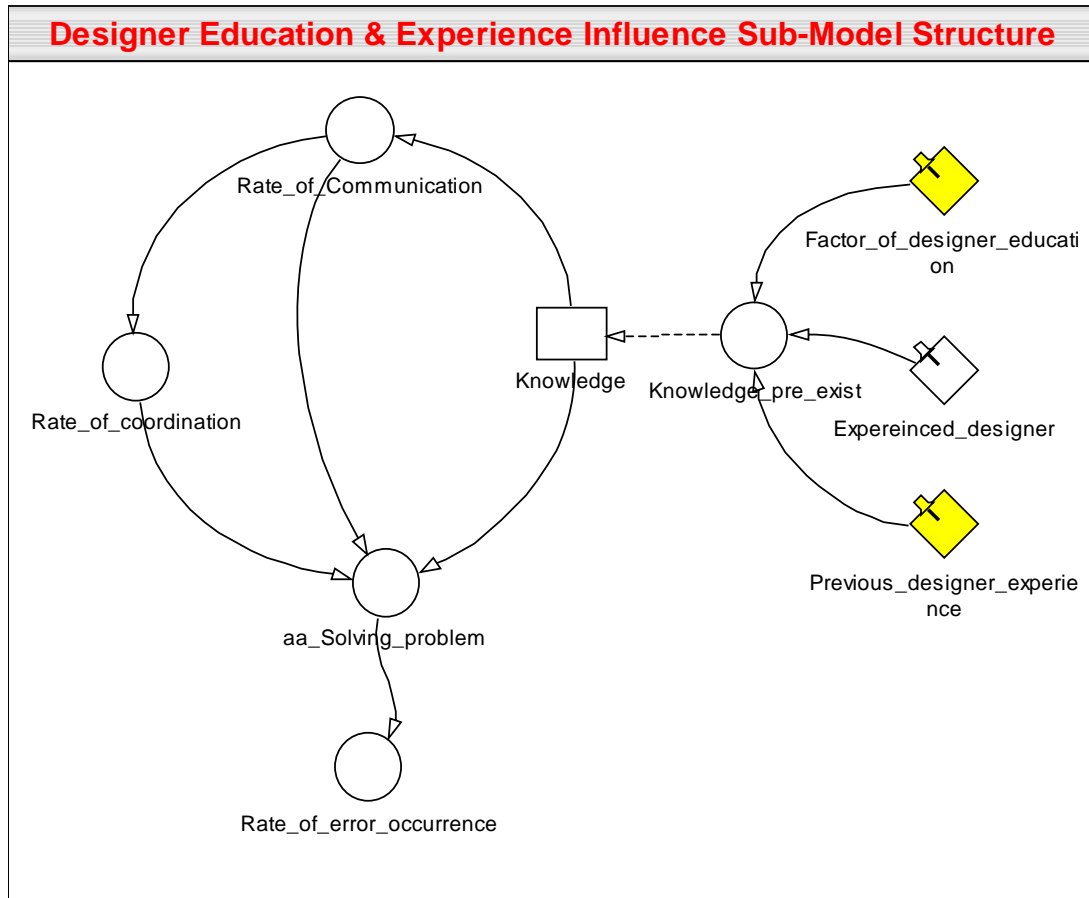 Designer Education & Experience Influence Sub-Model Structure
Rate_of_Communication
Factor_of_designer_educati
on
Knowledge
Knowledge_pre_exist
Rate_of_coordination
Expereinced_designer
Previous_designer_experie
nce
aa_Solving_problem
Rate_of_error_occurrence